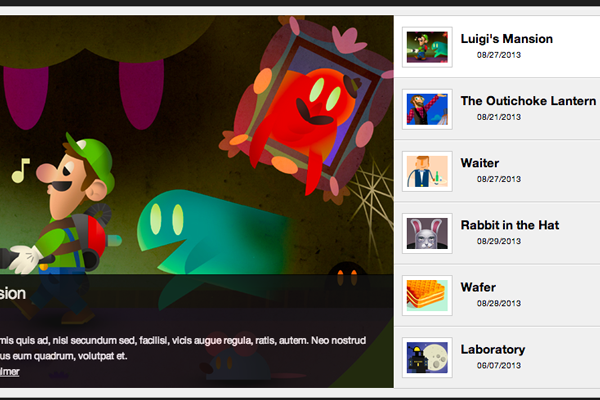 sion
mis quis ad, nisl secundum sed, facilisi, vicis augue regula, ratis, autem. Neo nostrud
us eum quadrum, volutpat et.
almer
Luigi's Mansion
08/27/2013
The Outichoke Lantern
08/21/2013
Waiter
08/27/2013
Rabbit in the Hat
08/29/2013
Wafer
08/28/2013
Laboratory
06/07/2013